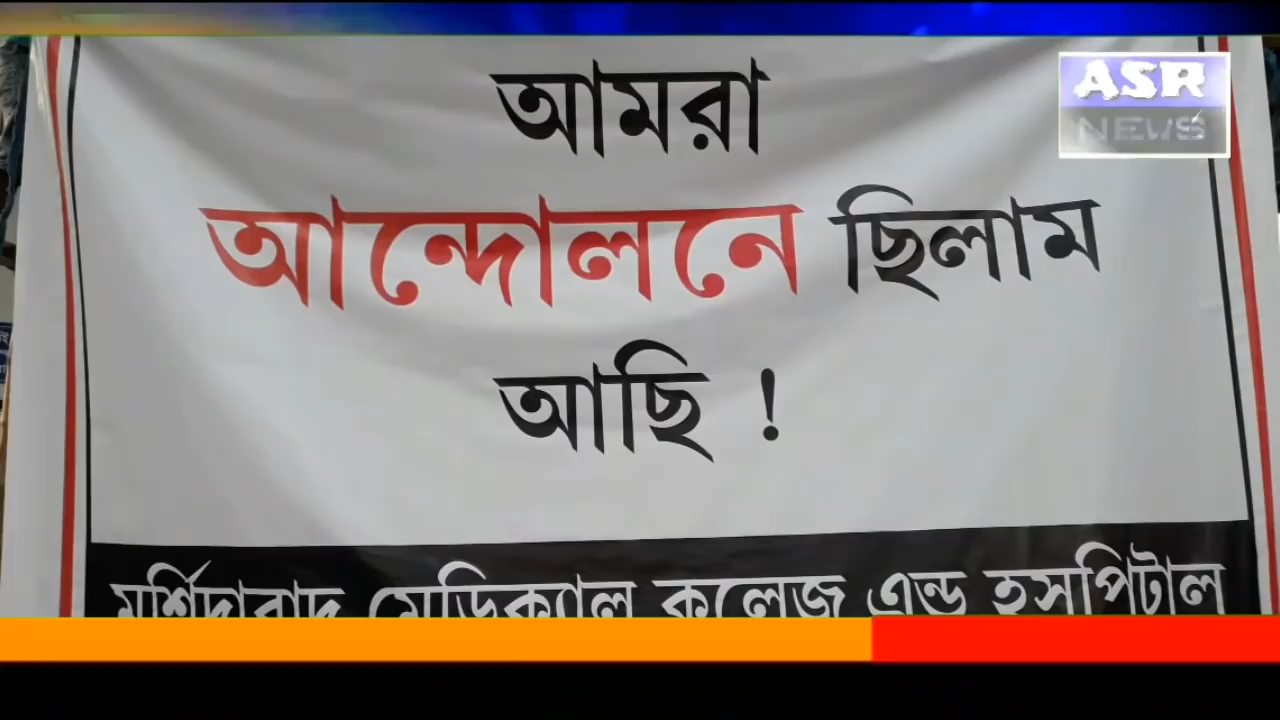 ASR
NEWS
আমরা
আন্দোলনে ছিলাম
আছি !
মুর্শিদাবাদ মেডিক্যাল কলেজ এন্ড হসপিটাল